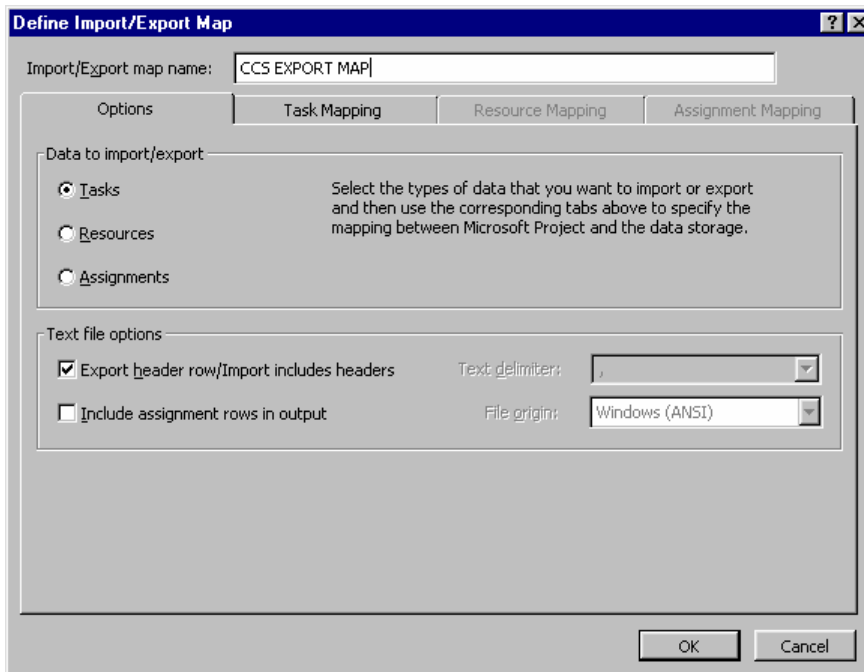 Define Import/Export Map
Import/Export map name: CCS EXPORT MAP
Options Task Mapping Resource Mapping Assignment Mapping
Data to import/export
Tasks
Resources
Assignments
Select the types of data that you want to import or export
and then use the corresponding tabs above to specify the
mapping between Microsoft Project and the data storage.
Text file options
Export header row/Import includes headers
Text delimiter: ,
Include assignment rows in output
File origin: Windows (ANSI)
OK Cancel